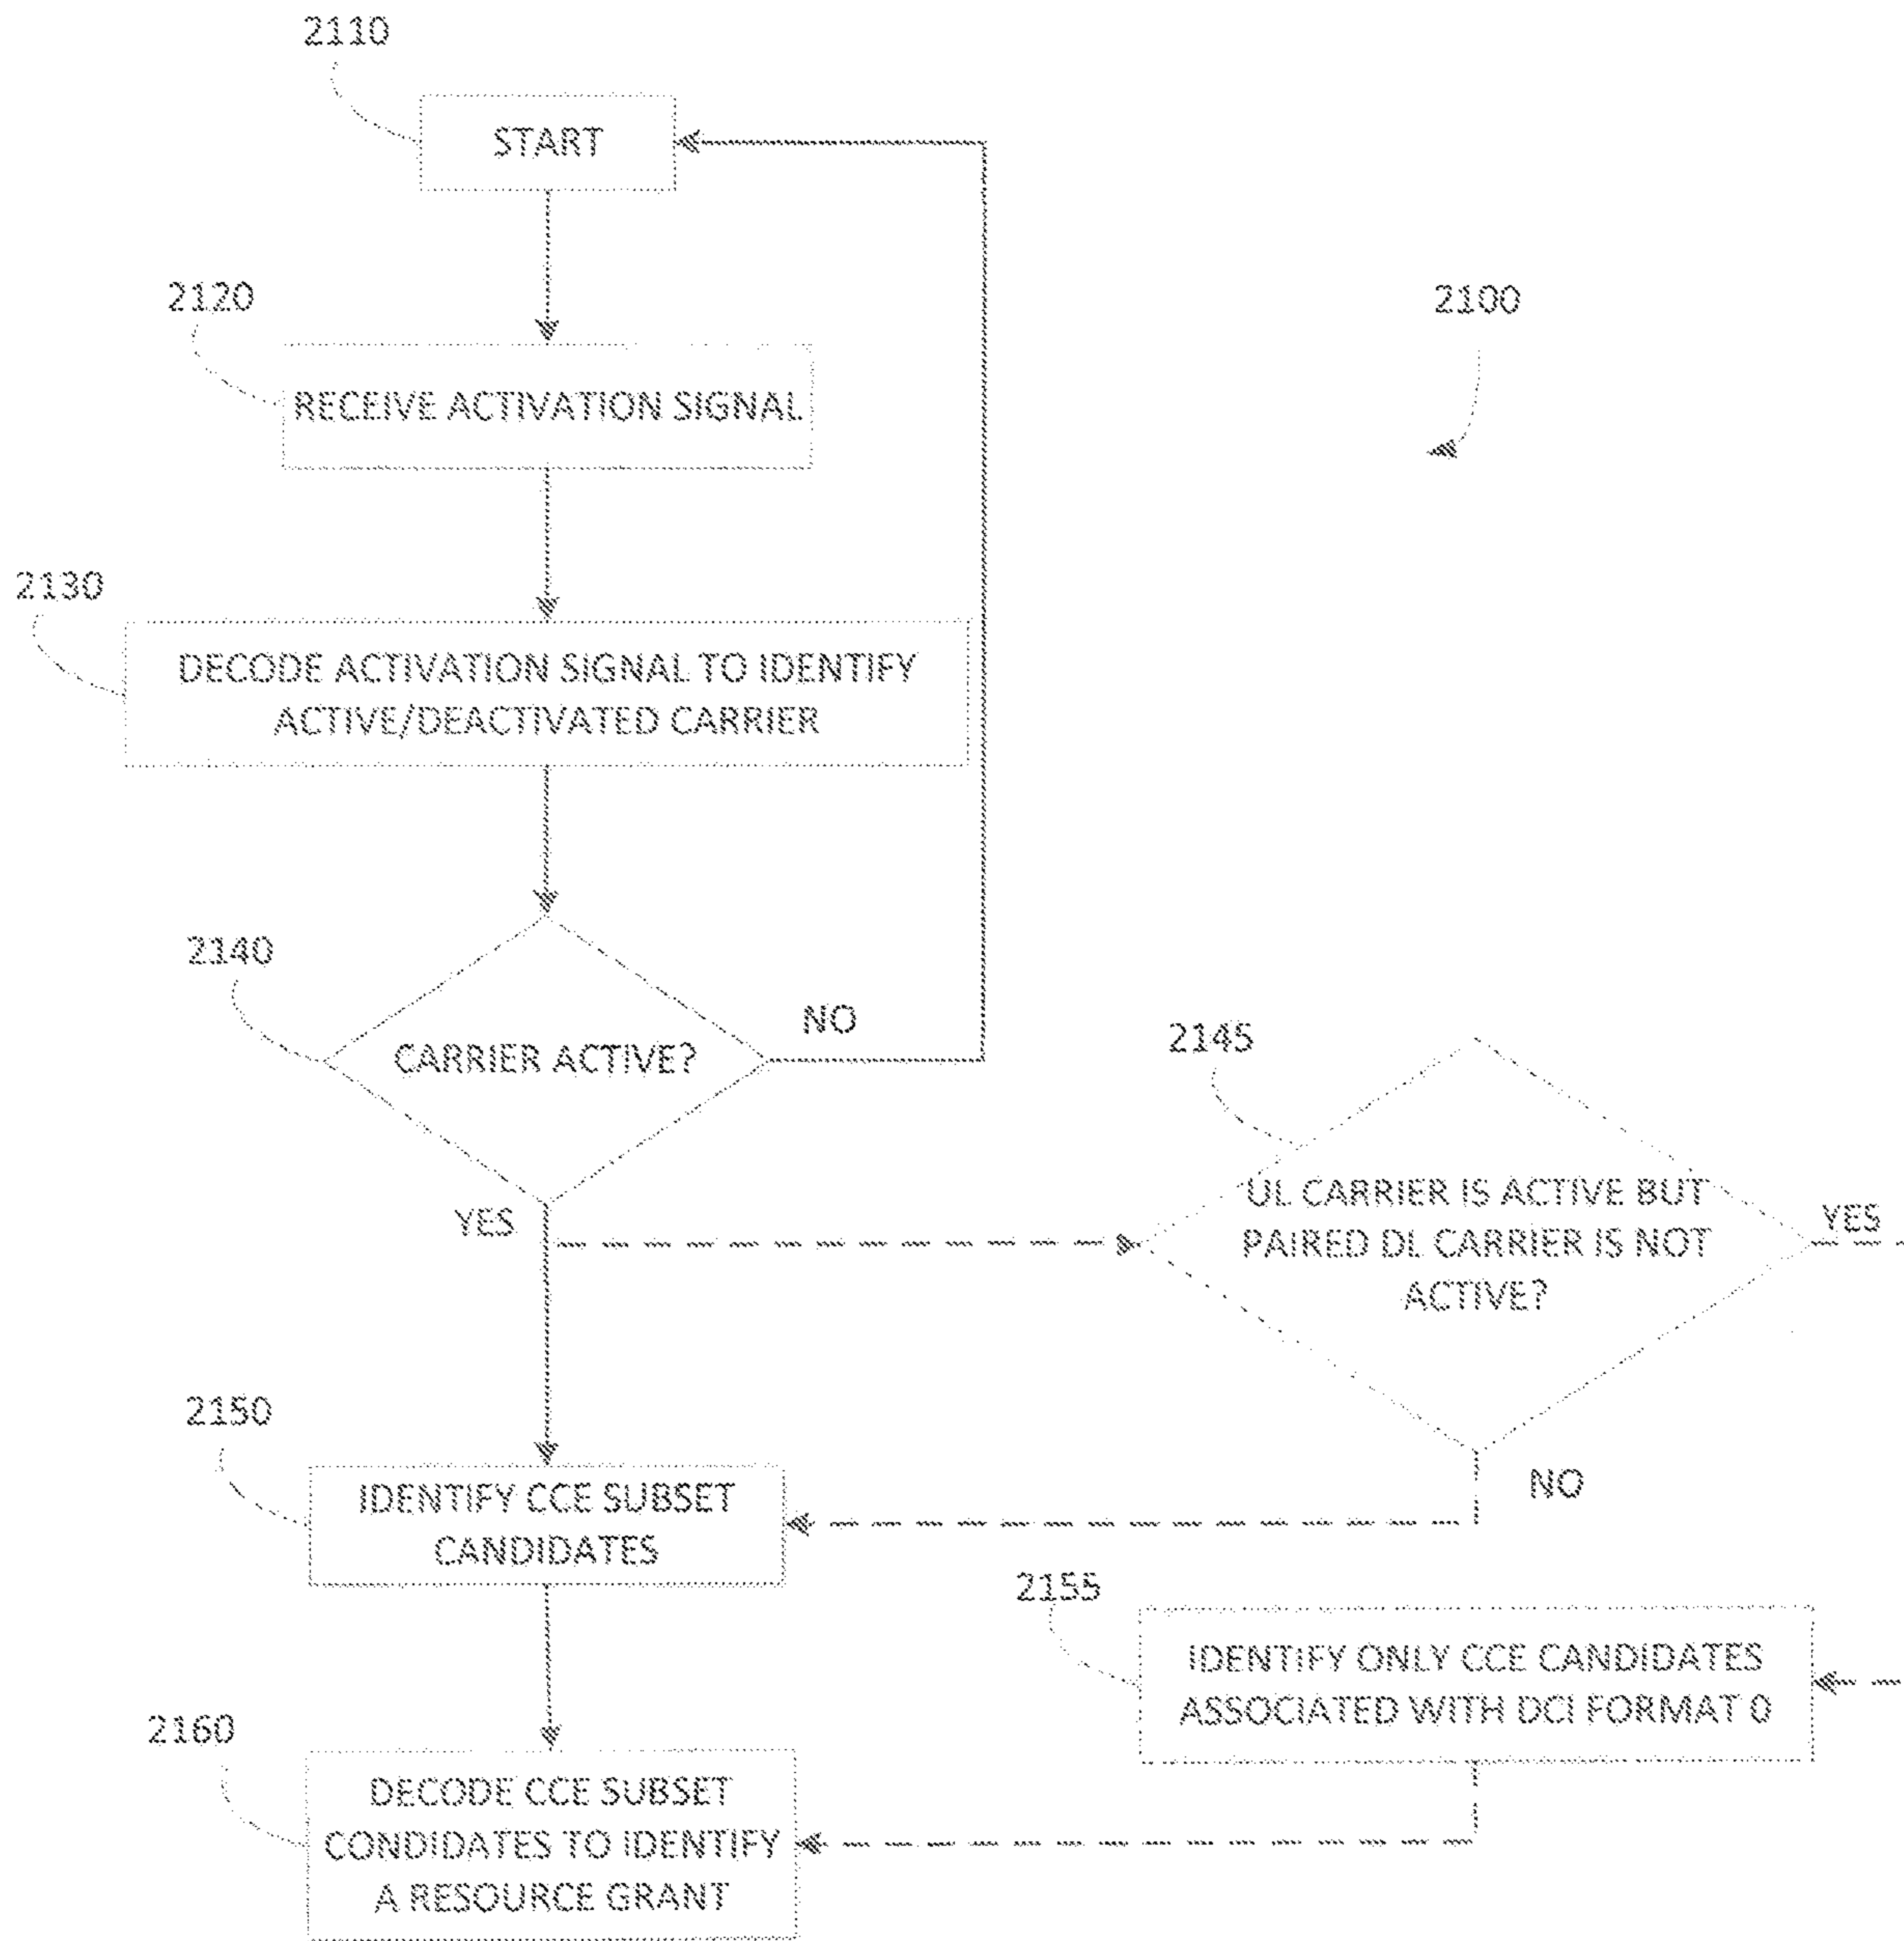 2110
START
2120
2100
RECEIVE ACTIVATION SIGNAL
2130
DECODE ACTIVATION SIGNAL TO IDENTIFY
ACTIVE/DEACTIVATED CARRIER
2140
NO
CARRIER ACTIVE?
2145
YES
UL CARRIER IS ACTIVE BUT
PAIRED DL CARRIER IS NOT
ACTIVE?
YES
NO
2150
IDENTIFY CCE SUBSET
CANDIDATES
2155
IDENTIFY ONLY CCE CANDIDATES
ASSOCIATED WITH DCI FORMAT 0
2160
DECODE CCE SUBSET
CONDIDATES TO IDENTIFY
A RESOURCE GRANT